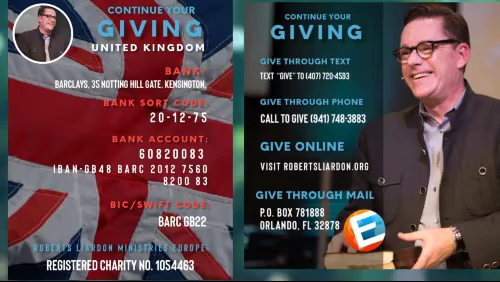 CONTINUE YOUR
GIVING
UNITED KINGDOM
BANK:
BARCLAYS, 35 NOTTING HILL GATE, KENSINGTON,
BANK SORT CODE:
20-12-75
BANK ACCOUNT:
60820083
IBAN-GB48 BARC 2012 7560
8200 83
BIC/SWIFT CODE:
BARC GB22
ROBERTS LIARDON MINISTRIES EUROPE
REGISTERED CHARITY NO. 1054463
CONTINUE YOUR
GIVING
GIVE THROUGH TEXT
TEXT "GIVE" TO (407) 720-4593
GIVE THROUGH PHONE
CALL TO GIVE (941) 748-3883
GIVE ONLINE
VISIT ROBERTSLIARDON.ORG
GIVE THROUGH MAIL
P.O. BOX 781888
ORLANDO, FL 32878
E